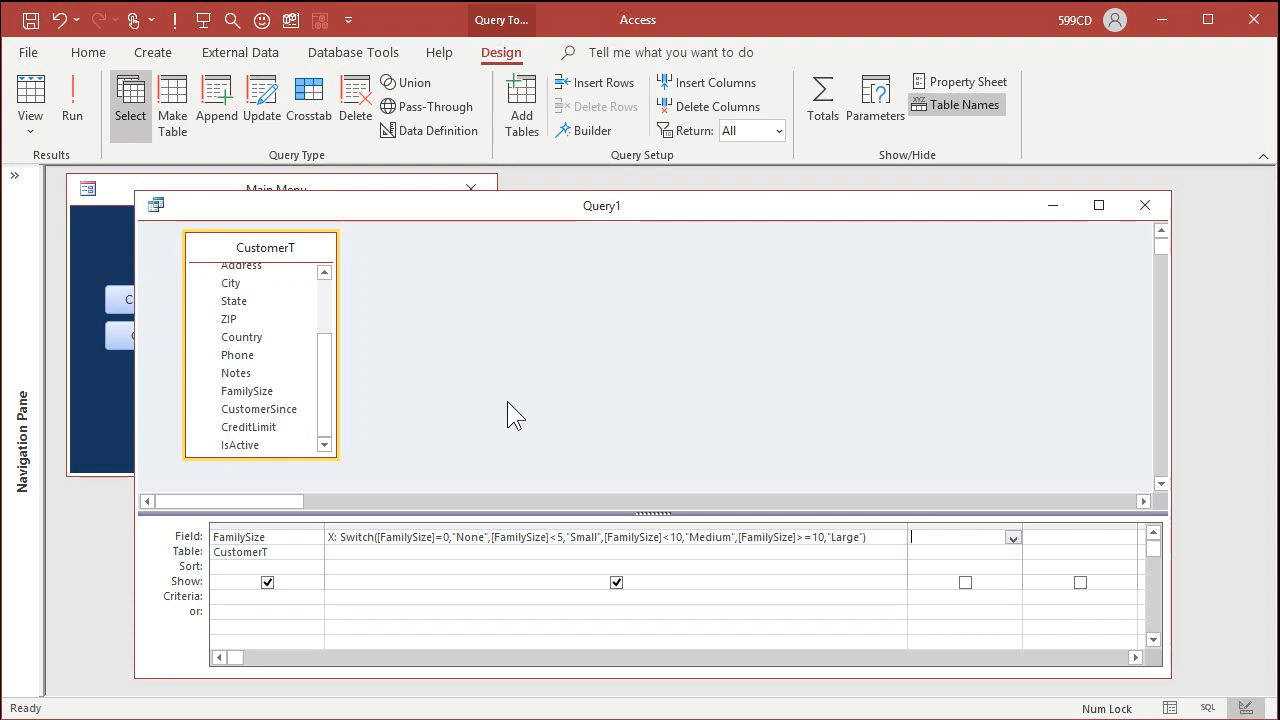 Query To...
Access
599CD
File
Home
Create
External Data
Database Tools
Help
Design
Tell me what you want to do
View
Run
Select
Make Table
Append
Update
Crosstab
Delete
Union
Pass-Through
Data Definition
Add Tables
Insert Rows
Delete Rows
Builder
Insert Columns
Delete Columns
Return: All
Totals
Parameters
Property Sheet
Table Names
Results
Query Type
Query Setup
Show/Hide
Main Menu
Query1
Navigation Pane
CustomerT
Address
City
State
ZIP
Country
Phone
Notes
FamilySize
CustomerSince
CreditLimit
IsActive
Field: FamilySize X: Switch([FamilySize]=0,"None",[FamilySize]<5,"Small",[FamilySize]<10,"Medium",[FamilySize]>=10,"Large")
Table: CustomerT
Sort:
Show:
Criteria:
or:
Ready
Num Lock
SQL